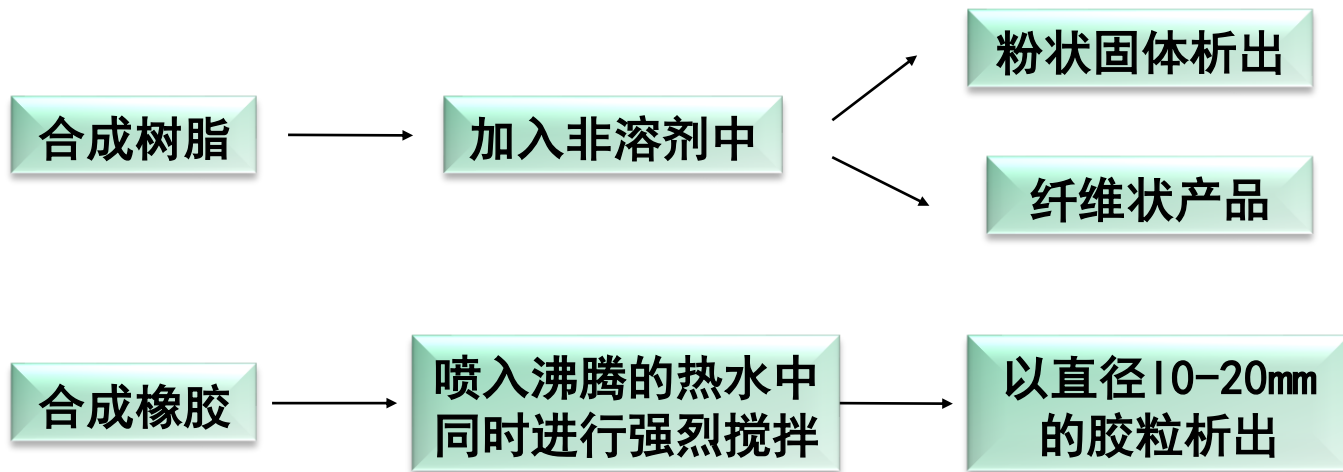 粉状固体析出
合成树脂
加入非溶剂中
纤维状产品
合成橡胶
喷入沸腾的热水中
同时进行强烈搅拌
以直径10-20mm
的胶粒析出